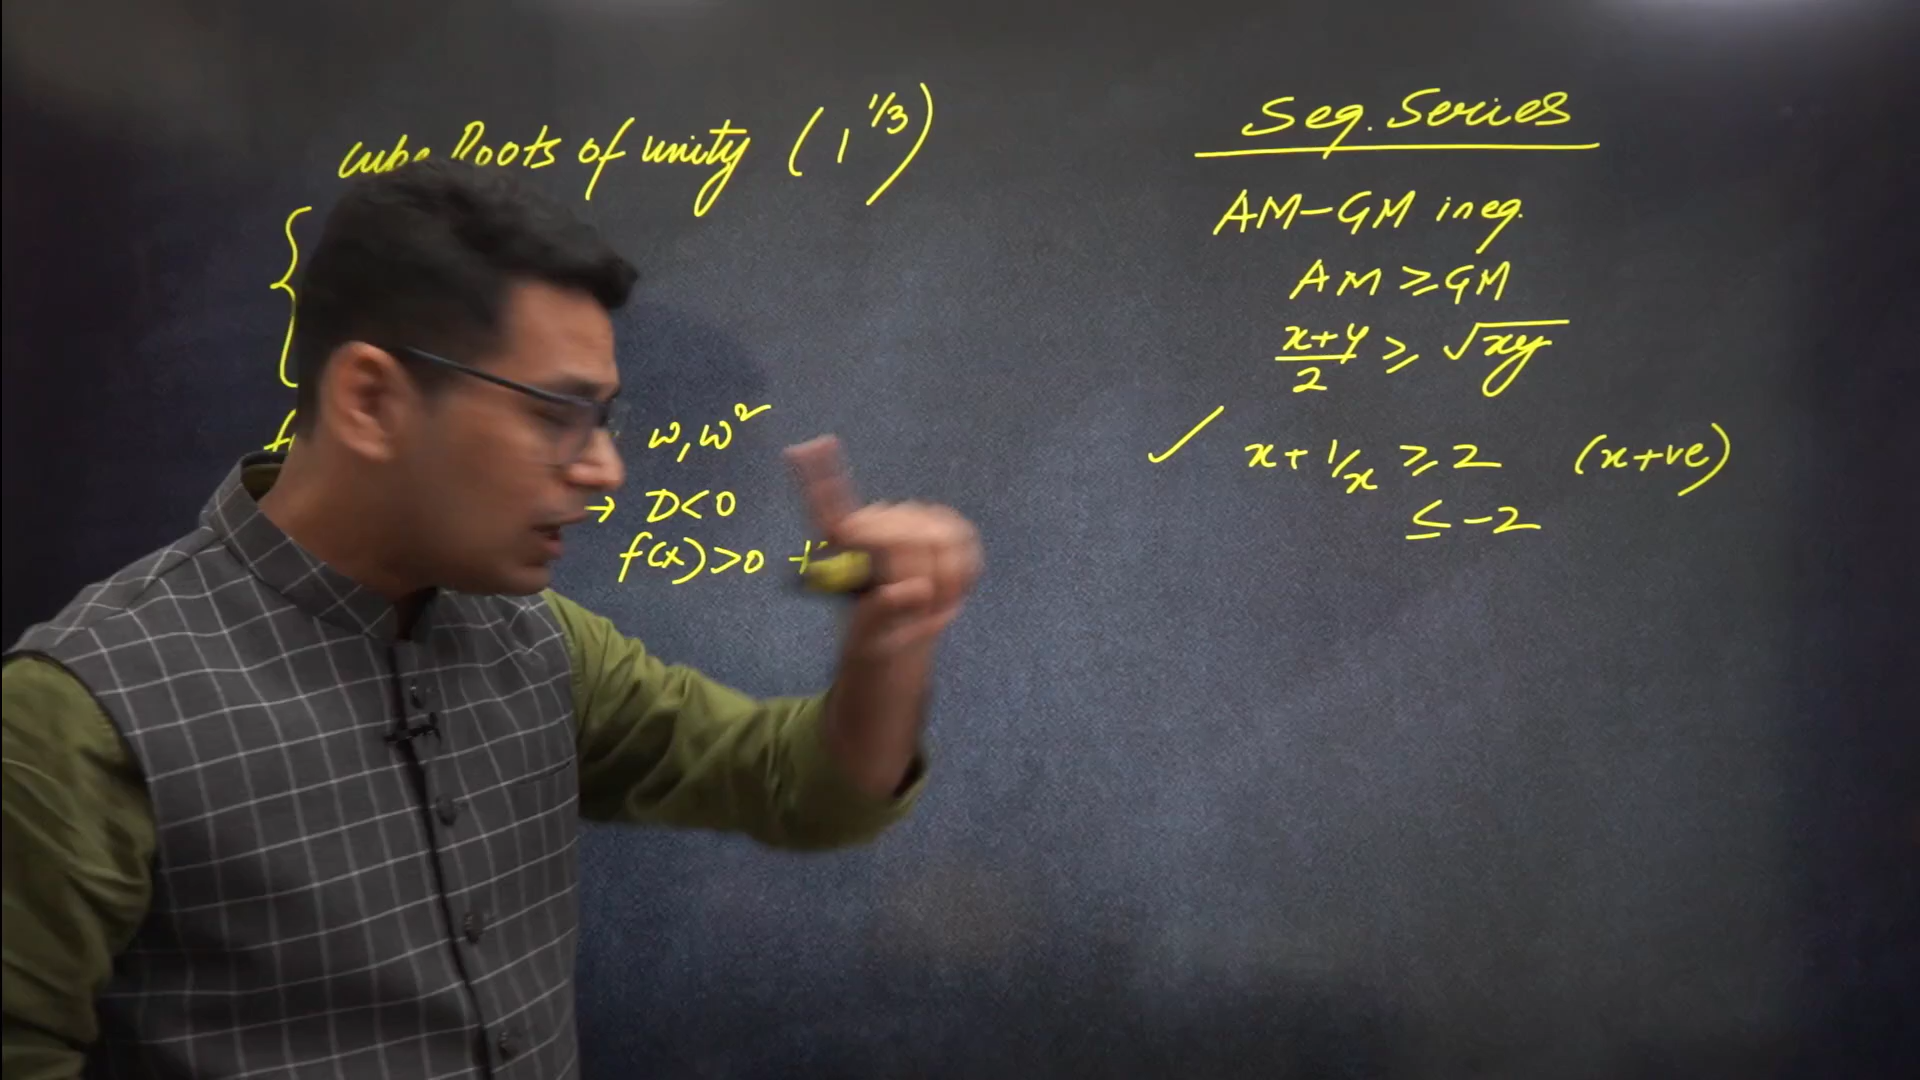 cube Roots of unity (1^1/3)
ω, ω²
→ D<0
f(x)>0
Seq. Series
AM-GM ineq.
AM ≥ GM
x+y/2 ≥ √xy
✓ x+1/x ≥ 2 (x+ve)
≤ -2